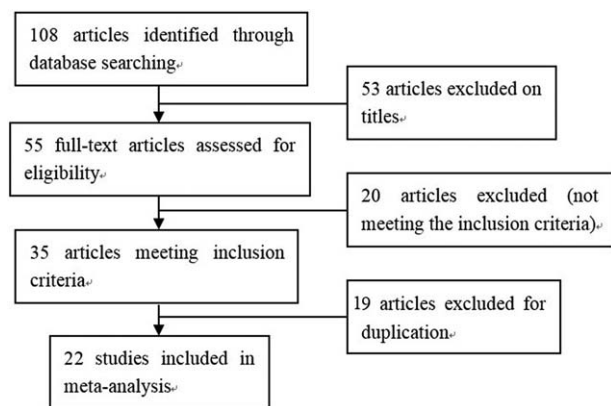 108 articles identified through
database searching
53 articles excluded on
titles
55 full-text articles assessed for
eligibility
20 articles excluded (not
meeting the inclusion criteria)
35 articles meeting inclusion
criteria
19 articles excluded for
duplication
22 studies included in
meta-analysis